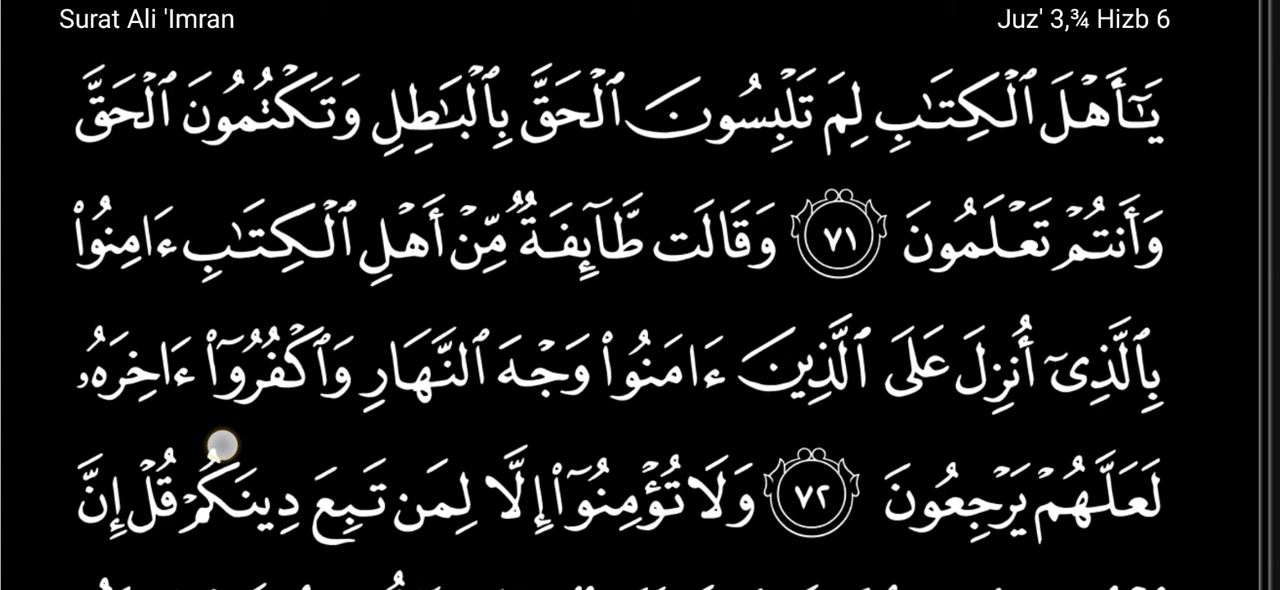 Surat Ali 'Imran
Juz' 3,¾ Hizb 6
يَـٰٓأَهْلَ ٱلْكِتَـٰبِ لِمَ تَلْبِسُونَ ٱلْحَقَّ بِٱلْبَـٰطِلِ وَتَكْتُمُونَ ٱلْحَقَّ
وَأَنتُمْ تَعْلَمُونَ ٧١ وَقَالَت طَّآئِفَةٌ مِّنْ أَهْلِ ٱلْكِتَـٰبِ ءَامِنُوا۟
بِٱلَّذِىٓ أُنزِلَ عَلَى ٱلَّذِينَ ءَامَنُوا۟ وَجْهَ ٱلنَّهَارِ وَٱكْفُرُوٓا۟ ءَاخِرَهُۥ
لَعَلَّهُمْ يَرْجِعُونَ ٧٢ وَلَا تُؤْمِنُوٓا۟ إِلَّا لِمَن تَبِعَ دِينَكُمْ قُلْ إِنَّ